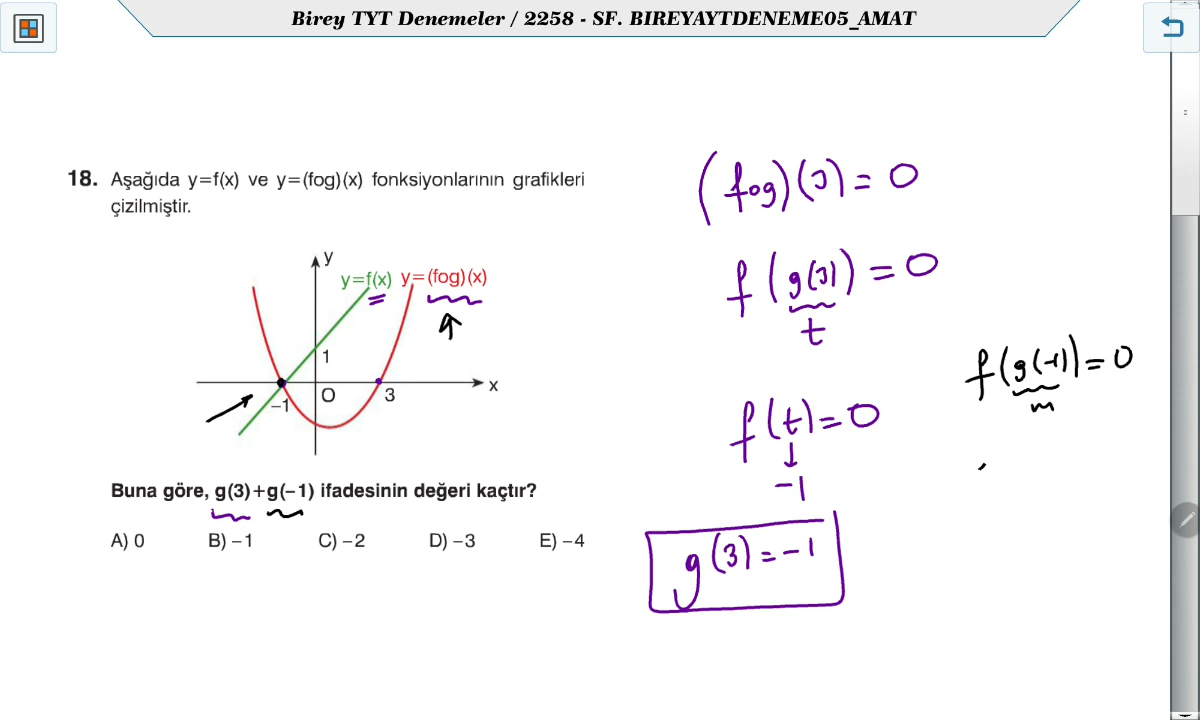 Birey TYT Denemeler / 2258 - SF. BIREYAYTDENEME05_AMAT
18. Aşağıda y=f(x) ve y=(fog)(x) fonksiyonlarının grafikleri
çizilmiştir.
y
y=f(x) y=(fog)(x)
1
x
-1 O 3
Buna göre, g(3)+g(-1) ifadesinin değeri kaçtır?
A) 0 B) -1 C) -2 D) -3 E) -4
(fog)(3)=0
f(g(3))=0
t
f(t)=0
-1
g(3)=-1
f(g(-1))=0
m